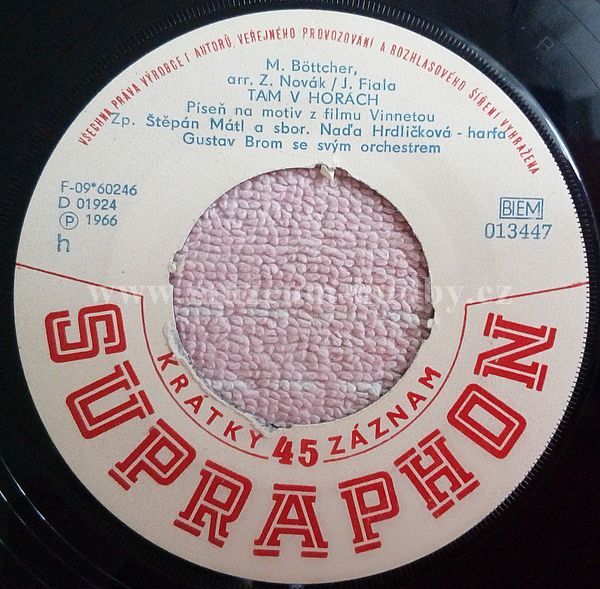 VŠECHNA PRÁVA VÝROBCE I AUTORŮ, VEŘEJNÉHO PROVOZOVÁNÍ A ROZHLASOVÉHO ŠÍŘENÍ VYHRAŽENA
M. Böttcher,
arr. Z. Novák / J. Fiala
TAM V HORÁCH
Píseň na motiv z filmu Vinnetou
Zp. Štěpán Mátl a sbor. Naďa Hrdličková - harfa
Gustav Brom se svým orchestrem
F-09*60246
D 01924
Ⓟ 1966
h
BIEM
013447
KRÁTKÝ 45 ZÁZNAM
SUPRAPHON